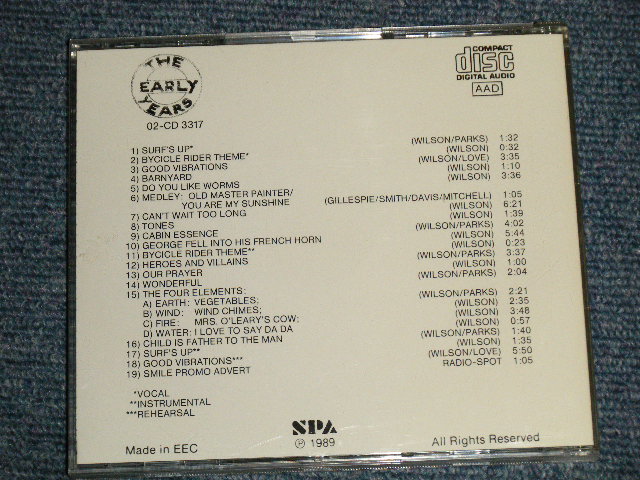 THE EARLY YEARS
COMPACT
disc
DIGITAL AUDIO
AAD
02-CD 3317
1) SURF'S UP* (WILSON/PARKS) 1:32
2) BYCICLE RIDER THEME* (WILSON) 0:32
3) GOOD VIBRATIONS (WILSON/LOVE) 3:35
4) BARNYARD (WILSON) 1:10
5) DO YOU LIKE WORMS (WILSON) 3:36
6) MEDLEY: OLD MASTER PAINTER/
YOU ARE MY SUNSHINE (GILLESPIE/SMITH/DAVIS/MITCHELL) 1:05
7) CAN'T WAIT TOO LONG (WILSON) 6:21
8) TONES (WILSON) 1:39
9) CABIN ESSENCE (WILSON/PARKS) 4:02
10) GEORGE FELL INTO HIS FRENCH HORN (WILSON) 5:44
11) BYCICLE RIDER THEME** (WILSON) 0:23
12) HEROES AND VILLAINS (WILSON/PARKS) 3:37
13) OUR PRAYER (WILSON) 1:00
14) WONDERFUL (WILSON/PARKS) 2:04
15) THE FOUR ELEMENTS:
A) EARTH: VEGETABLES; (WILSON/PARKS) 2:21
B) WIND: WIND CHIMES; (WILSON) 2:35
C) FIRE: MRS. O'LEARY'S COW; (WILSON) 3:48
D) WATER: I LOVE TO SAY DA DA (WILSON) 0:57
16) CHILD IS FATHER TO THE MAN (WILSON/PARKS) 1:40
17) SURF'S UP** (WILSON) 1:35
18) GOOD VIBRATIONS*** (WILSON/LOVE) 5:50
19) SMILE PROMO ADVERT RADIO-SPOT 1:05
*VOCAL
**INSTRUMENTAL
***REHEARSAL
SPA
Made in EEC ℗ 1989 All Rights Reserved